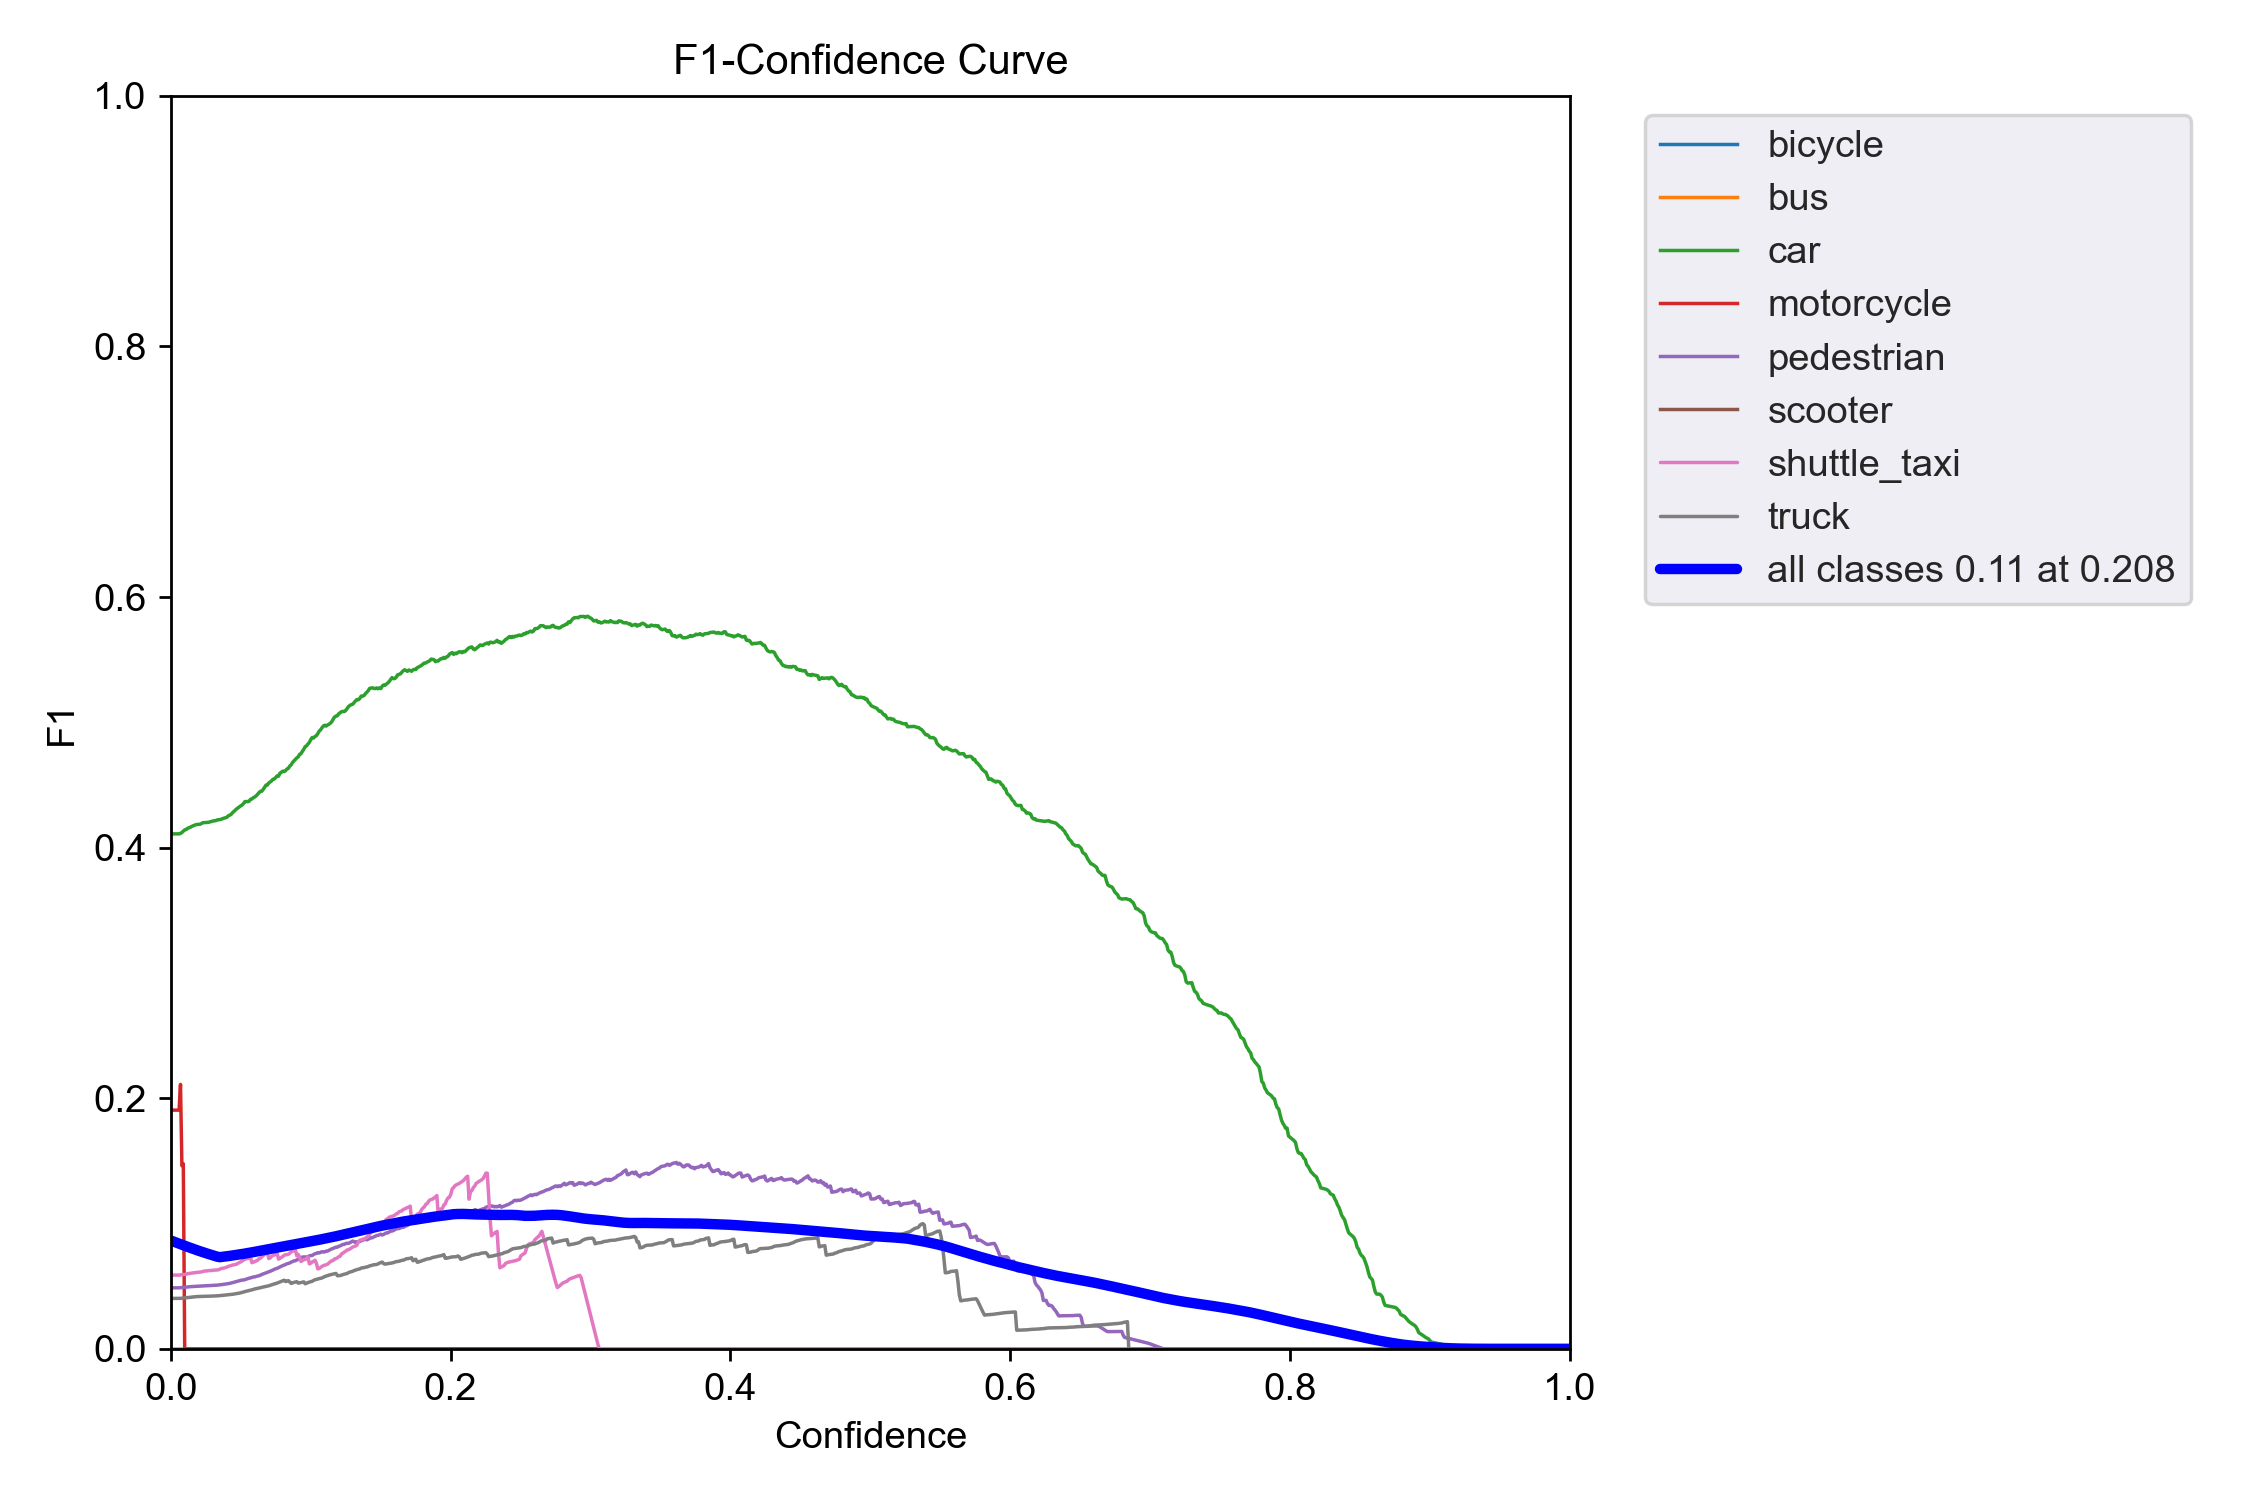 F1-Confidence Curve
1.0
0.8
0.6
0.4
0.2
0.0
F1
0.0 0.2 0.4 0.6 0.8 1.0
Confidence
bicycle
bus
car
motorcycle
pedestrian
scooter
shuttle_taxi
truck
all classes 0.11 at 0.208